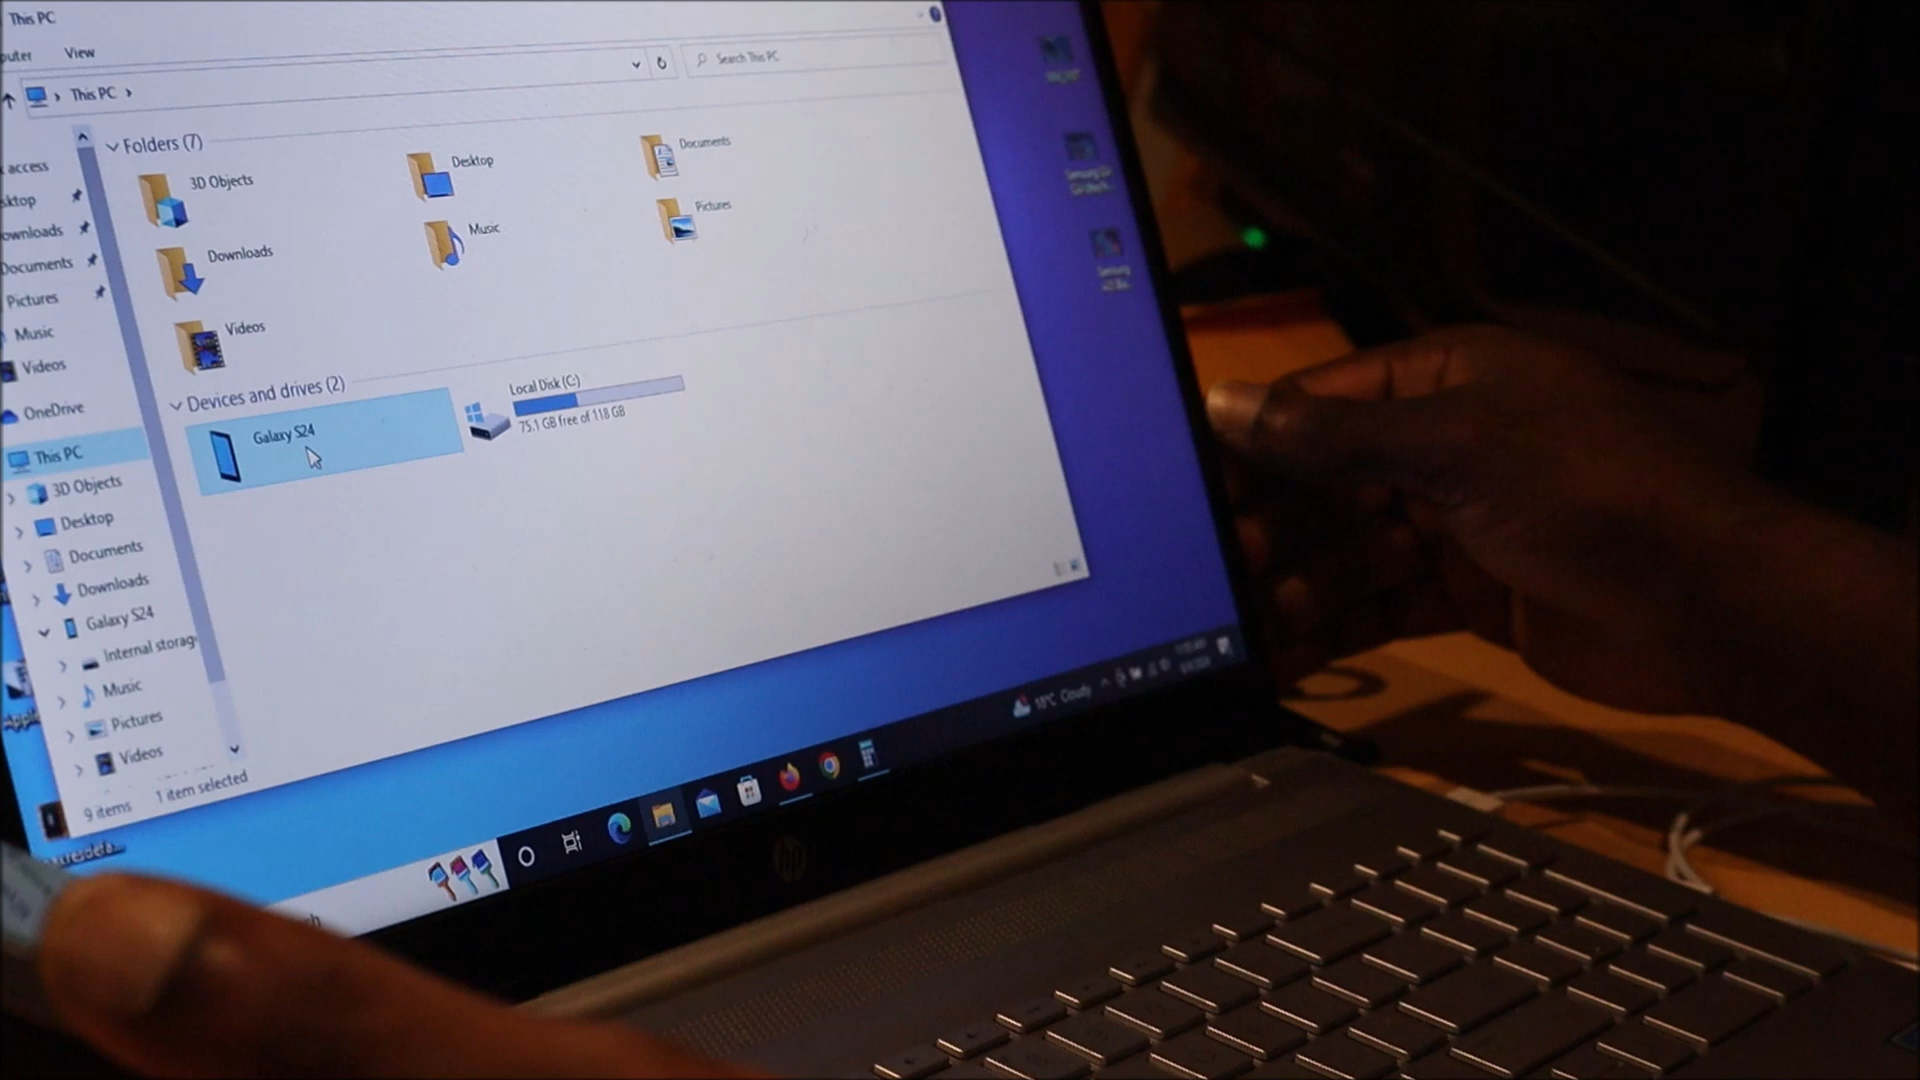 This PC
View
This PC
Search This PC
Folders (7)
3D Objects
Desktop
Documents
Downloads
Music
Pictures
Videos
Devices and drives (2)
Galaxy S24
Local Disk (C:)
75.1 GB free of 118 GB
access
Documents
Pictures
Music
Videos
OneDrive
This PC
3D Objects
Desktop
Documents
Downloads
Galaxy S24
Internal storag
Music
Pictures
Videos
9 items
1 item selected
18°C Cloudy
hp